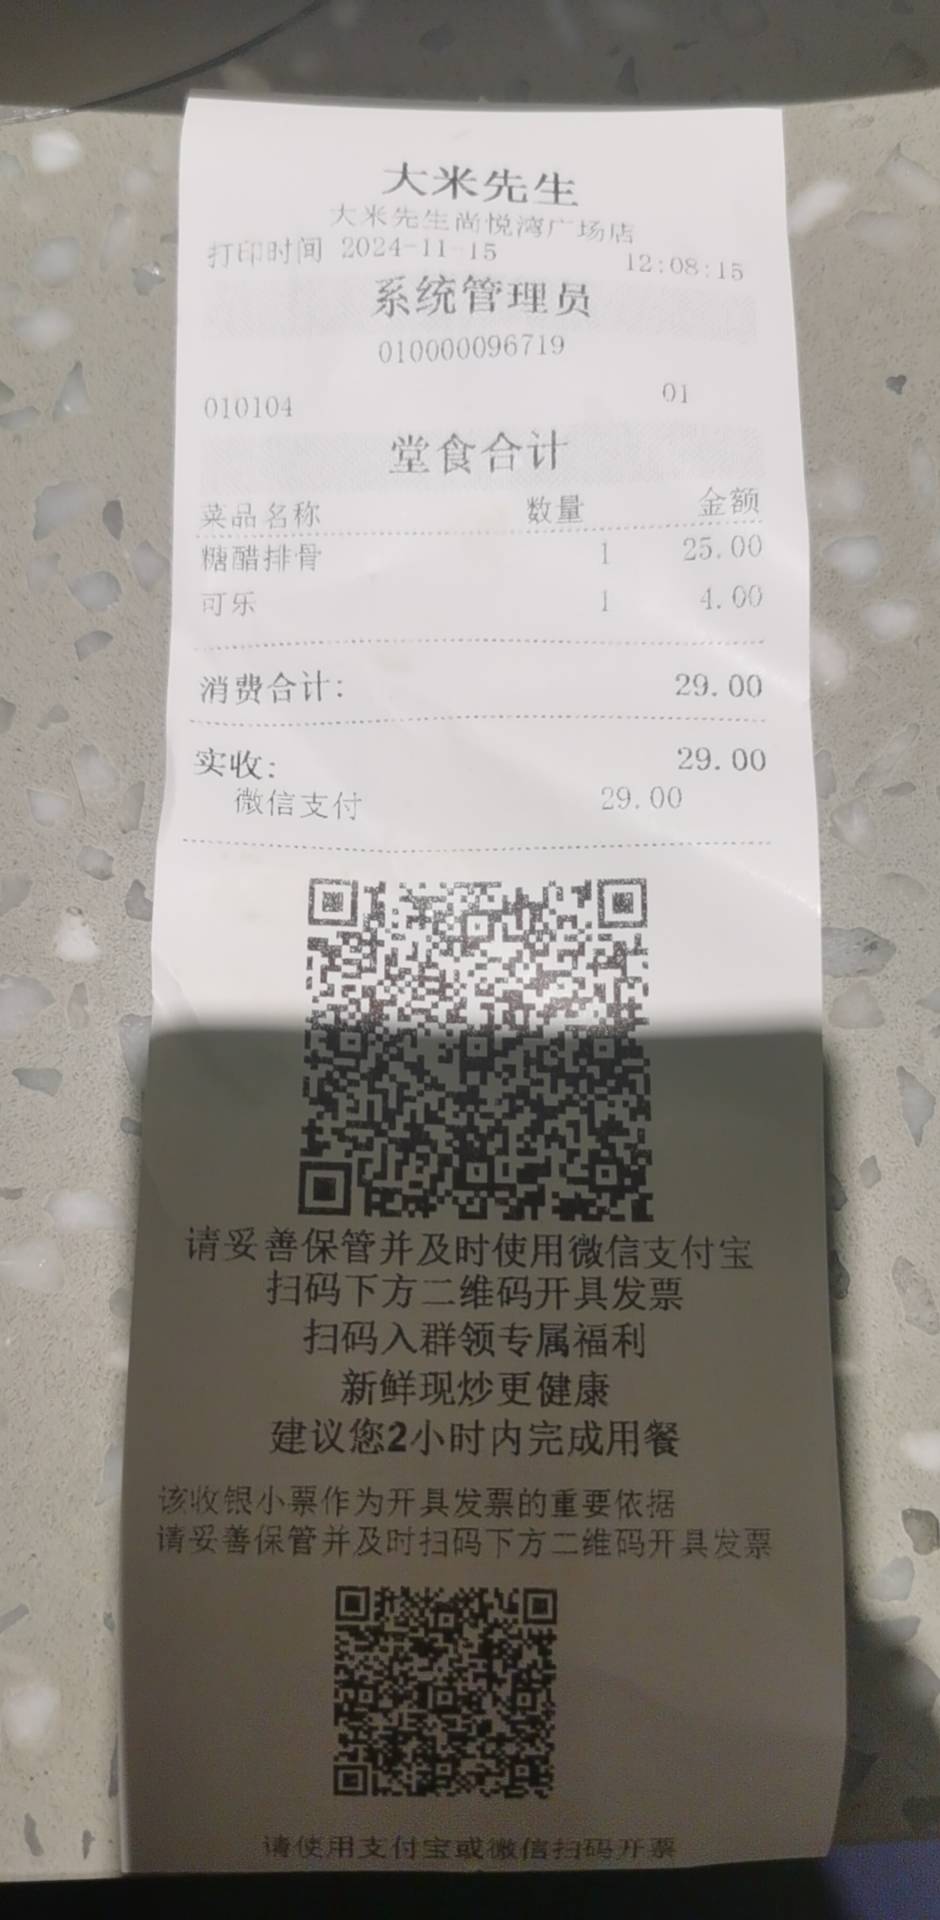 大米先生
大米先生尚悦湾广场店
打印时间 2024-11-15 12:08:15
系统管理员
010000096719
010104 01
堂食合计
菜品名称 数量 金额
糖醋排骨 1 25.00
可乐 1 4.00
消费合计: 29.00
实收: 29.00
微信支付 29.00
请妥善保管并及时使用微信支付宝
扫码下方二维码开具发票
扫码入群领专属福利
新鲜现炒更健康
建议您2小时内完成用餐
该收银小票作为开具发票的重要依据
请妥善保管并及时扫码下方二维码开具发票
请使用支付宝或微信扫码开票